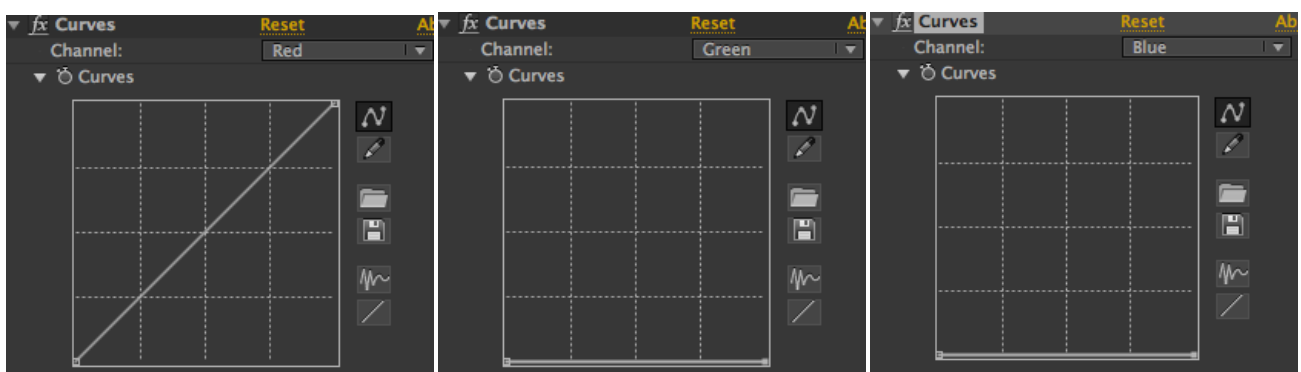 fx Curves Reset Ab
Channel: Red
Curves
fx Curves Reset Ab
Channel: Green
Curves
fx Curves Reset Ab
Channel: Blue
Curves